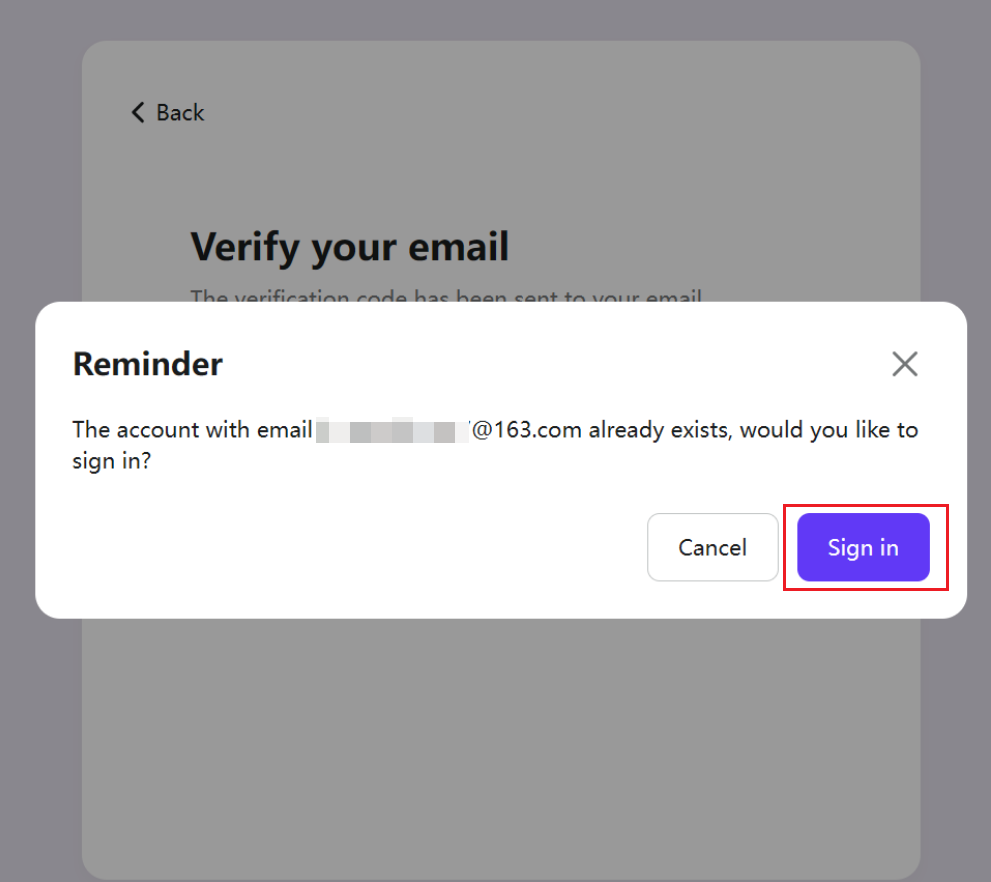 Back
Verify your email
The verification code has been sent to your email
Reminder
The account with email @163.com already exists, would you like to
sign in?
Cancel
Sign in